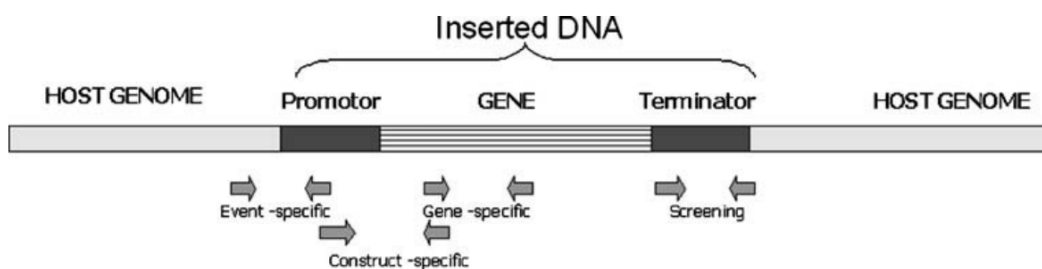 Inserted DNA
HOST GENOME Promotor GENE Terminator HOST GENOME
Event -specific Gene -specific Screening
Construct -specific